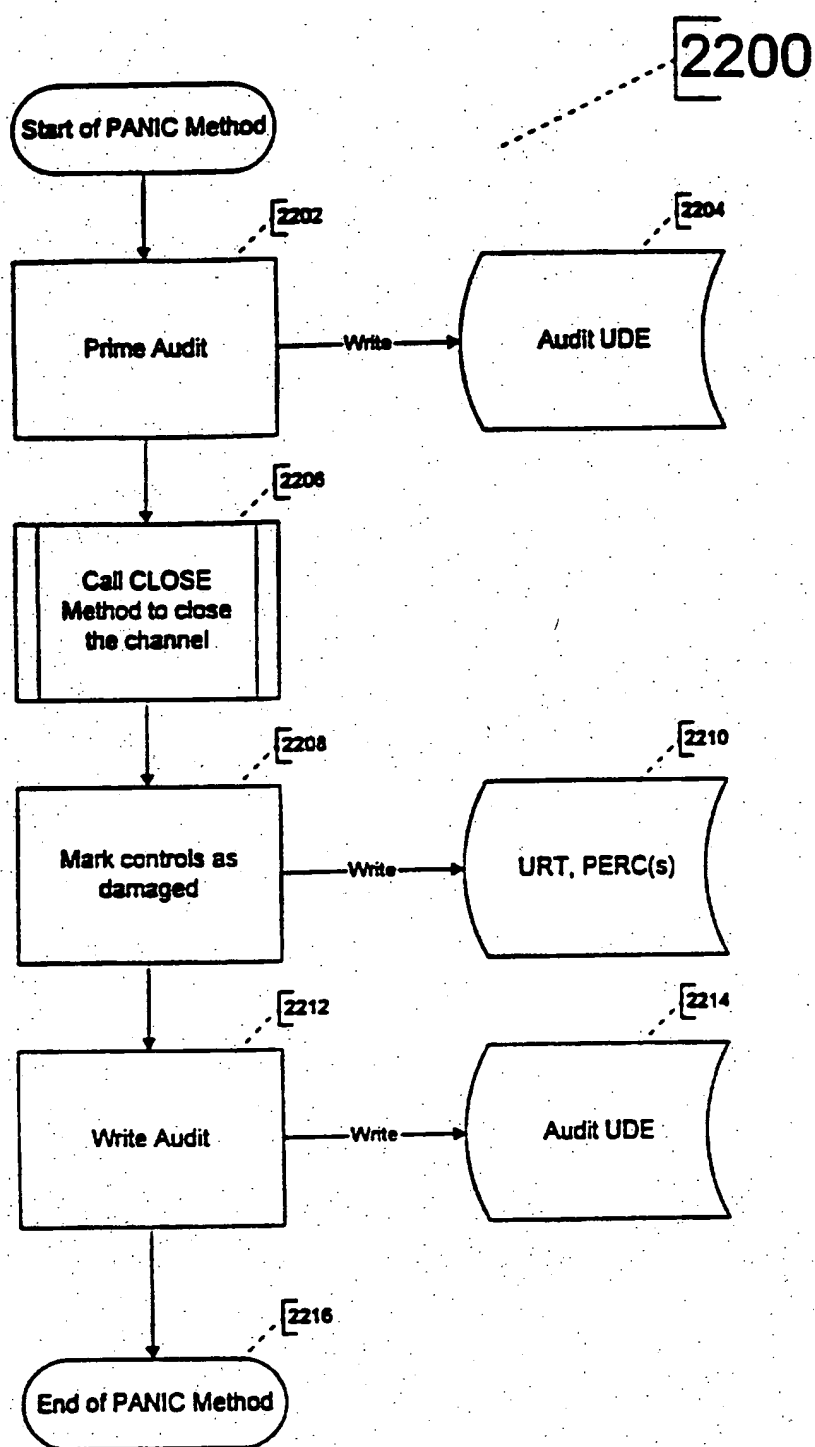 2200
Start of PANIC Method
2202
2204
Prime Audit
Write
Audit UDE
2206
Call CLOSE
Method to close
the channel
2208
2210
Mark controls as
damaged
Write
URT, PERC(s)
2212
2214
Write Audit
Write
Audit UDE
2216
End of PANIC Method